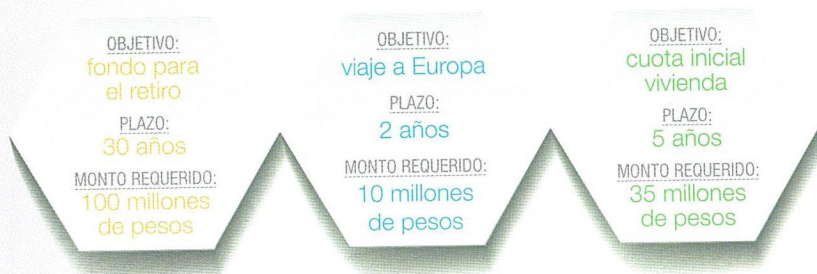 OBJETIVO:
fondo para
el retiro
PLAZO:
30 años
MONTO REQUERIDO:
100 millones
de pesos
OBJETIVO:
viaje a Europa
PLAZO:
2 años
MONTO REQUERIDO:
10 millones
de pesos
OBJETIVO:
cuota inicial
vivienda
PLAZO:
5 años
MONTO REQUERIDO:
35 millones
de pesos